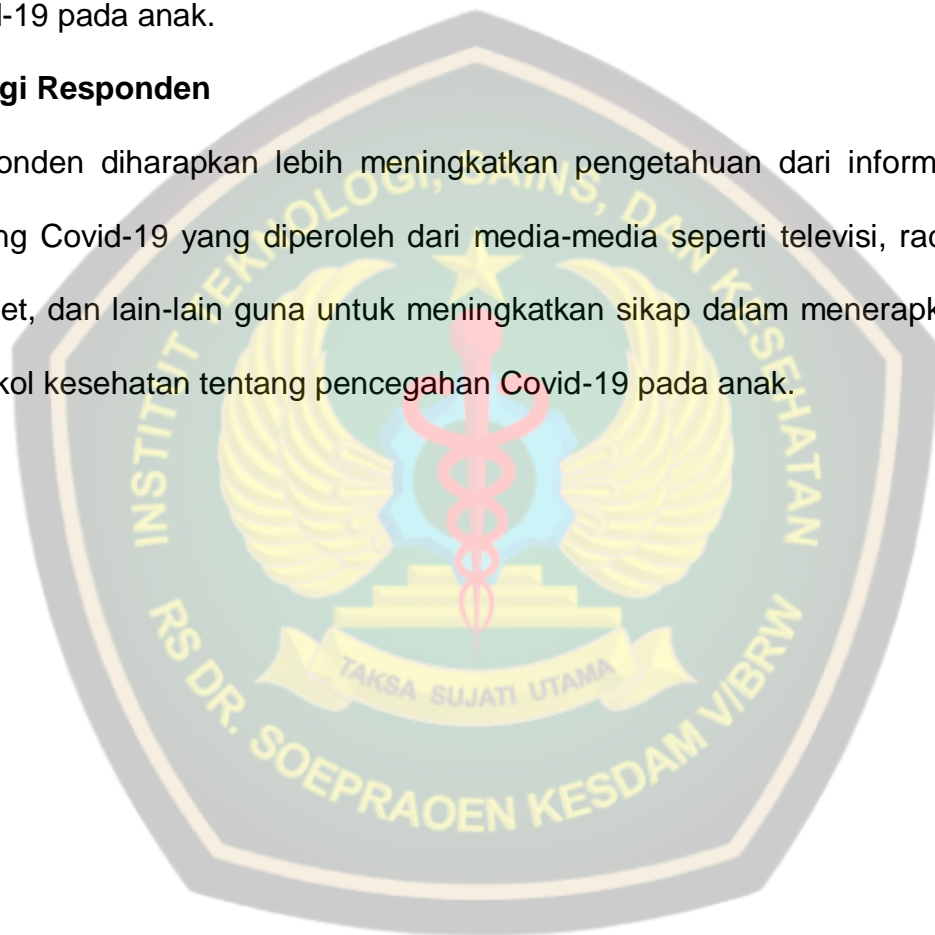 l-19 pada anak.
gi Responden
onden diharapkan lebih meningkatkan pengetahuan dari inform
ng Covid-19 yang diperoleh dari media-media seperti televisi, rad
et, dan lain-lain guna untuk meningkatkan sikap dalam menerapk
kol kesehatan tentang pencegahan Covid-19 pada anak.
INSTITUT TEKNOLOGI, SAINS, DAN KESEHATAN
TAKSA SUJATI UTAMA
RS DR. SOEPRAOEN KESDAM V/BRW